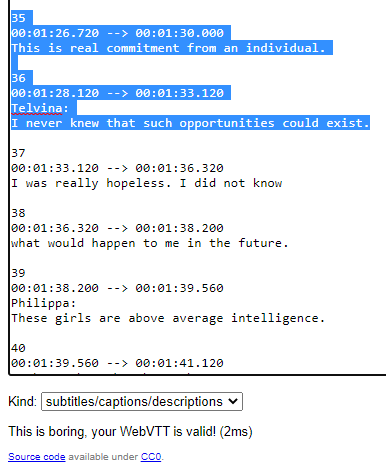 35
00:01:26.720 --> 00:01:30.000
This is real commitment from an individual.
36
00:01:28.120 --> 00:01:33.120
Telvina:
I never knew that such opportunities could exist.
37
00:01:33.120 --> 00:01:36.320
I was really hopeless. I did not know
38
00:01:36.320 --> 00:01:38.200
what would happen to me in the future.
39
00:01:38.200 --> 00:01:39.560
Philippa:
These girls are above average intelligence.
40
00:01:39.560 --> 00:01:41.120
Kind: subtitles/captions/descriptions
This is boring, your WebVTT is valid! (2ms)
Source code available under CC0.